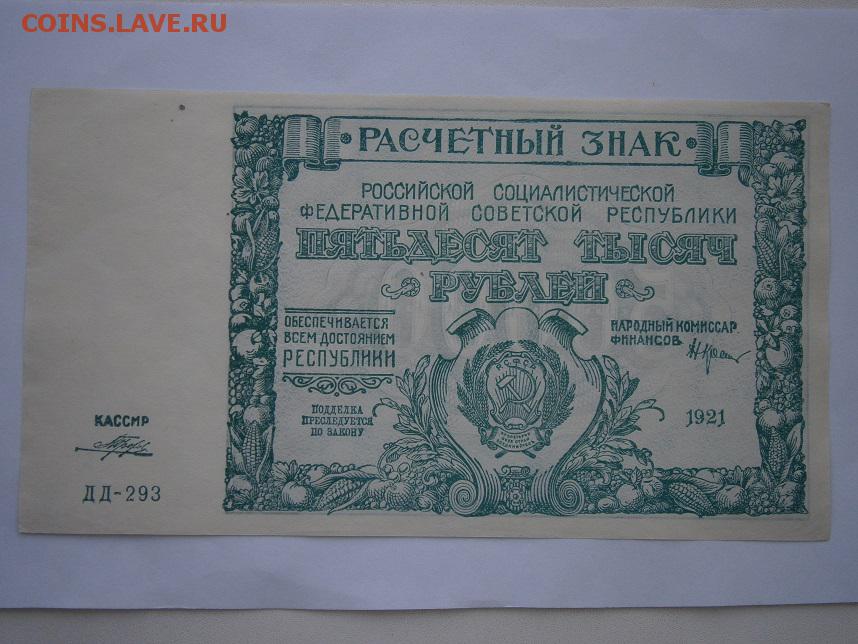 COINS.LAVE.RU
РАСЧЕТНЫЙ ЗНАК
РОССИЙСКОЙ СОЦИАЛИСТИЧЕСКОЙ
ФЕДЕРАТИВНОЙ СОВЕТСКОЙ РЕСПУБЛИКИ
ПЯТЬДЕСЯТ ТЫСЯЧ
РУБЛЕЙ
ОБЕСПЕЧИВАЕТСЯ
ВСЕМ ДОСТОЯНИЕМ
РЕСПУБЛИКИ
НАРОДНЫЙ КОМИССАР
ФИНАНСОВ
Р.С.Ф.С.Р.
ПОДДЕЛКА
ПРЕСЛЕДУЕТСЯ
ПО ЗАКОНУ
1921
КАССИР
ДД-293